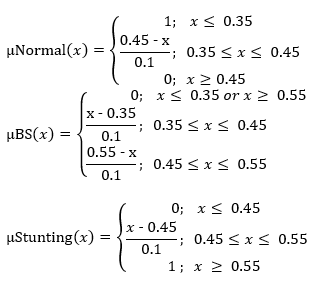 1; x ≤ 0.35
μNormal(x) = { 0.45 - x / 0.1 ; 0.35 ≤ x ≤ 0.45
0; x ≥ 0.45
0; x ≤ 0.35 or x ≥ 0.55
μBS(x) = { x - 0.35 / 0.1 ; 0.35 ≤ x ≤ 0.45
0.55 - x / 0.1 ; 0.45 ≤ x ≤ 0.55
0; x ≤ 0.45
μStunting(x) = { x - 0.45 / 0.1 ; 0.45 ≤ x ≤ 0.55
1 ; x ≥ 0.55